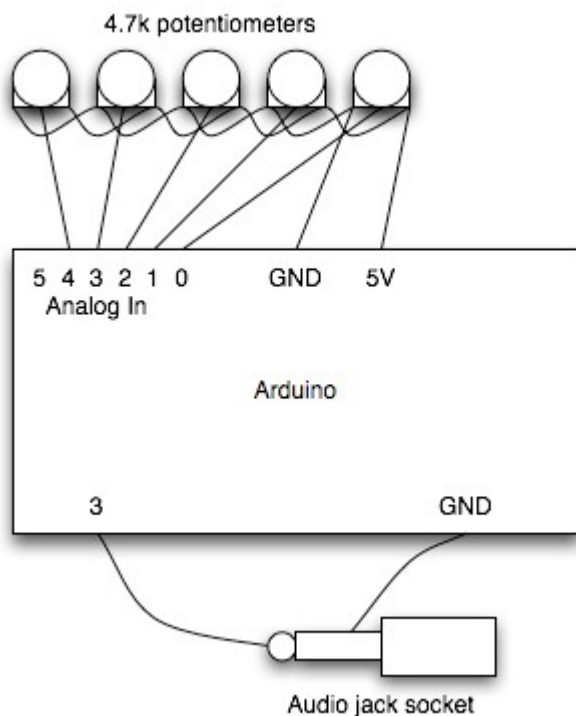 4.7k potentiometers
5 4 3 2 1 0 GND 5V
Analog In
Arduino
3 GND
Audio jack socket